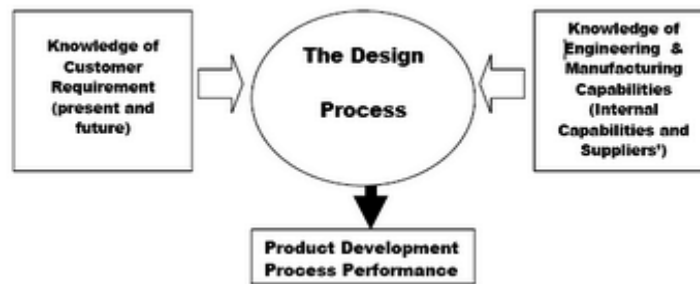 Knowledge of
Customer
Requirement
(present and
future)
The Design
Process
Knowledge of
Engineering &
Manufacturing
Capabilities
(Internal
Capabilities and
Suppliers')
Product Development
Process Performance